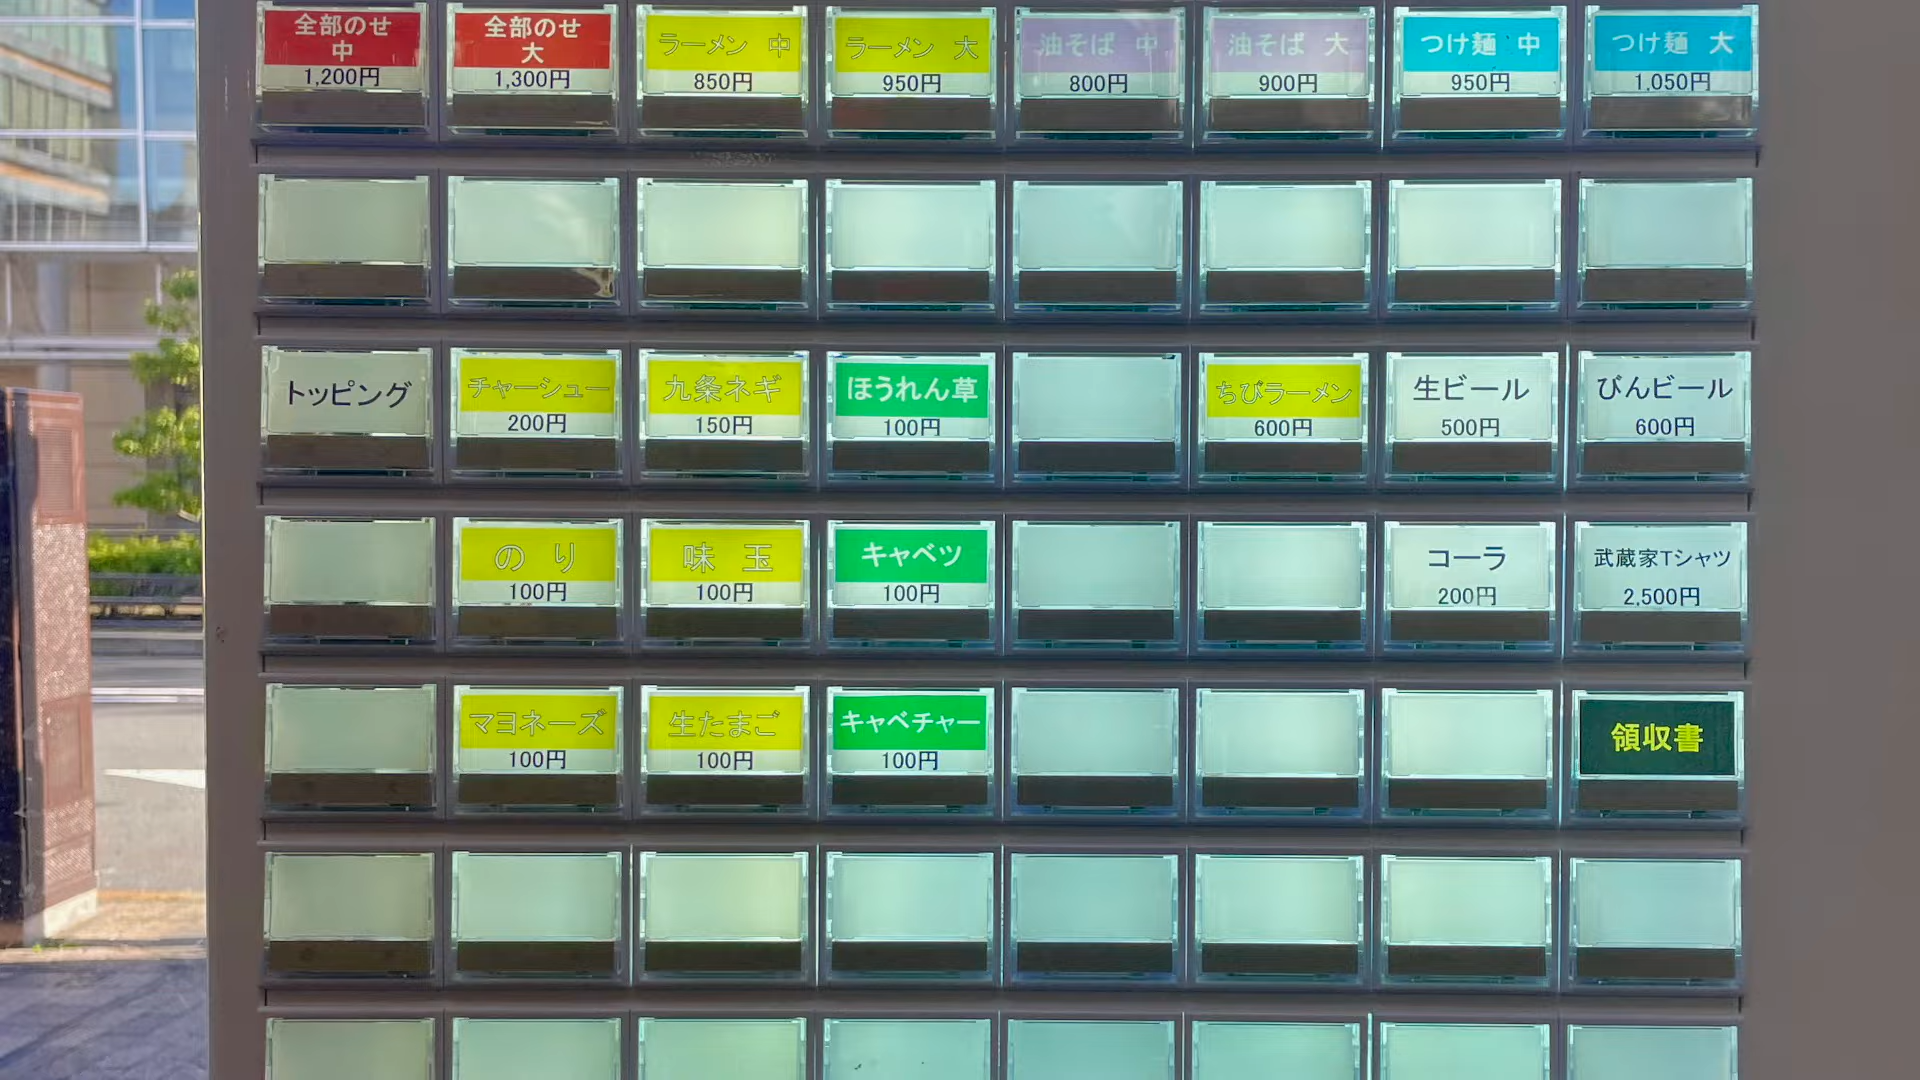 全部のせ
中
1,200円
全部のせ
大
1,300円
ラーメン 中
850円
ラーメン 大
950円
油そば 中
800円
油そば 大
900円
つけ麺 中
950円
つけ麺 大
1,050円
トッピング
チャーシュー
200円
九条ネギ
150円
ほうれん草
100円
ちびラーメン
600円
生ビール
500円
びんビール
600円
のり
100円
味玉
100円
キャベツ
100円
コーラ
200円
武蔵家Tシャツ
2,500円
マヨネーズ
100円
生たまご
100円
キャベチャー
100円
領収書